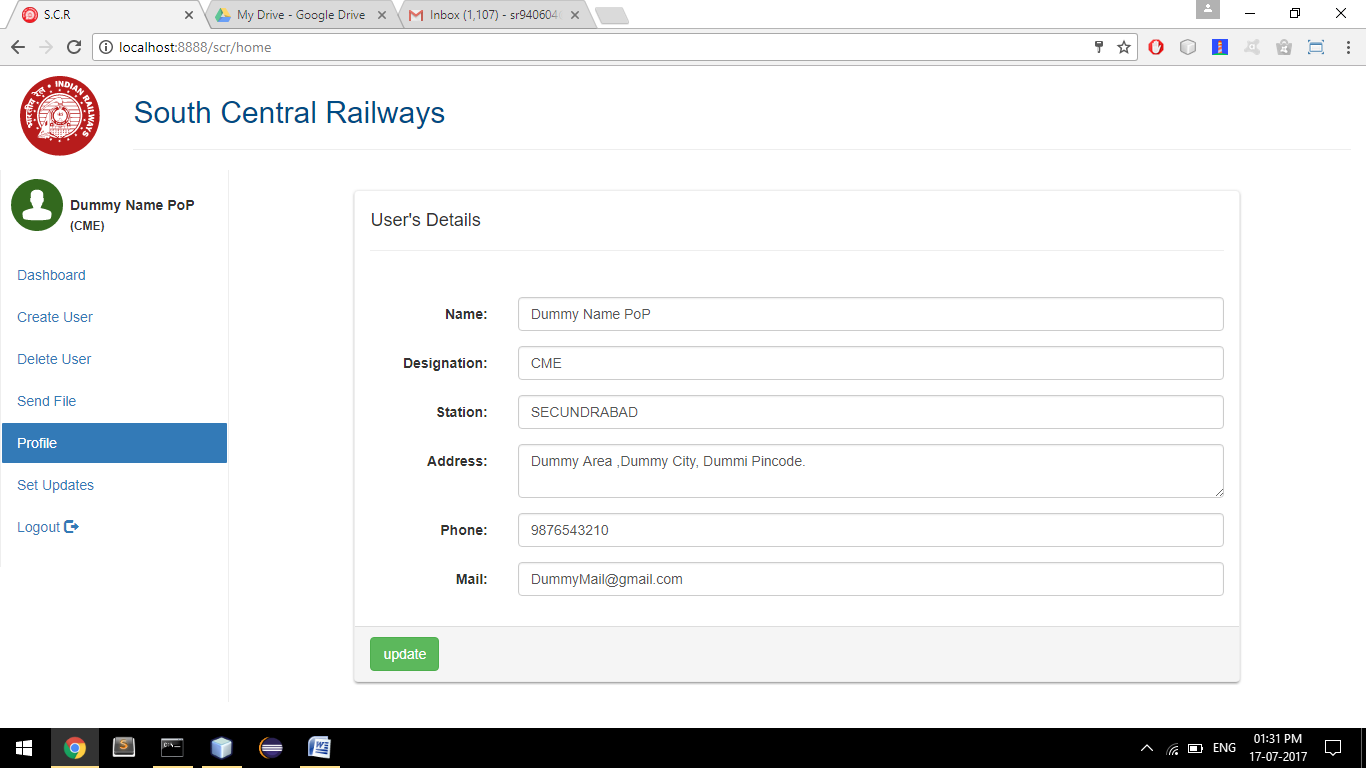 S.C.R
My Drive - Google Drive
Inbox (1,107) - sr940604
localhost:8888/scr/home
INDIAN RAILWAYS
भारतीय रेल
South Central Railways
Dummy Name PoP
(CME)
Dashboard
Create User
Delete User
Send File
Profile
Set Updates
Logout
User's Details
Name: Dummy Name PoP
Designation: CME
Station: SECUNDRABAD
Address: Dummy Area ,Dummy City, Dummi Pincode.
Phone: 9876543210
Mail: DummyMail@gmail.com
update
ENG
01:31 PM
17-07-2017